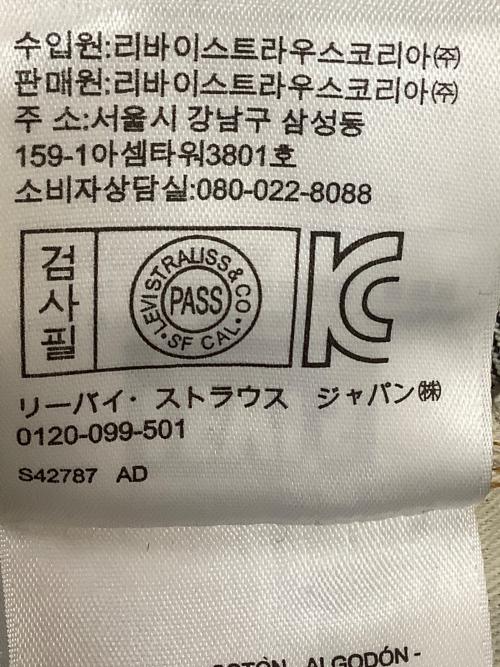 수입원:리바이스트라우스코리아㈜
판매원:리바이스트라우스코리아㈜
주 소:서울시 강남구 삼성동
159-1아셈타워3801호
소비자상담실:080-022-8088
검사필
LEVI STRAUSS & CO.
SF CAL.
PASS
KC
リーバイ・ ストラウス ジャパン㈱
0120-099-501
S42787 AD
ALGODÓN -